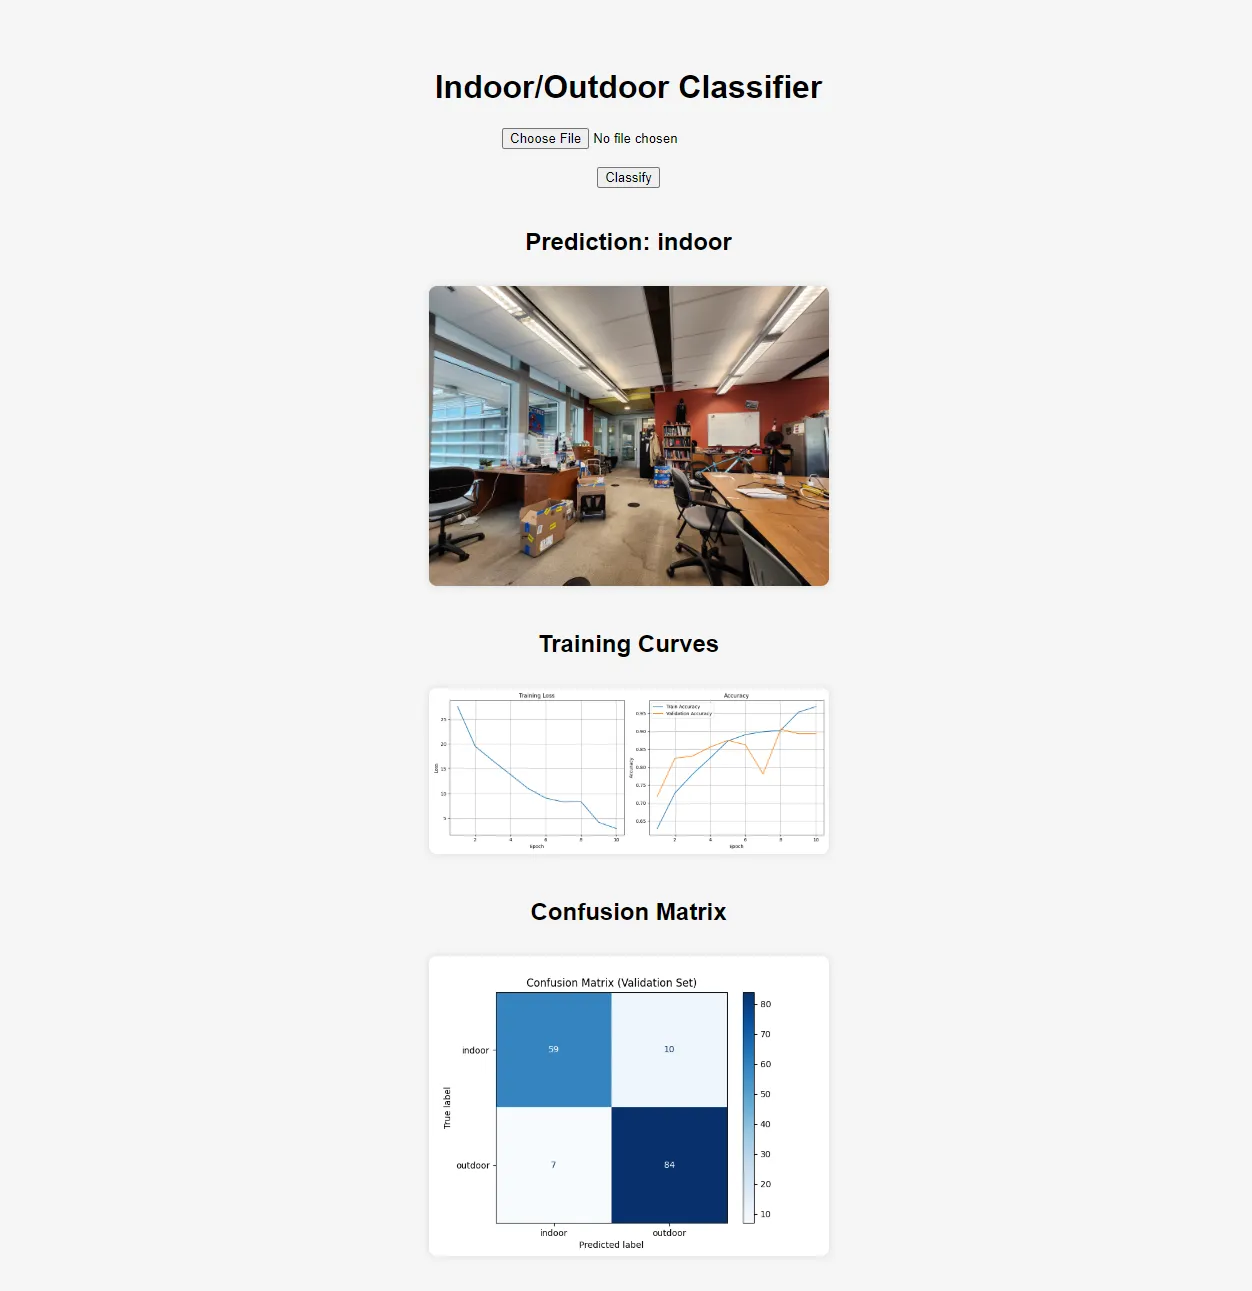 Indoor/Outdoor Classifier
Choose File No file chosen
Classify
Prediction: indoor
Training Curves
Training Loss
25
20
15
10
5
Loss
2 4 6 8 10
Epoch
Accuracy
Train Accuracy
Validation Accuracy
0.95
0.90
0.85
0.80
0.75
0.70
0.65
Accuracy
2 4 6 8 10
Epoch
Confusion Matrix
Confusion Matrix (Validation Set)
True label
indoor
59 10
outdoor
7 84
indoor outdoor
Predicted label
80
70
60
50
40
30
20
10